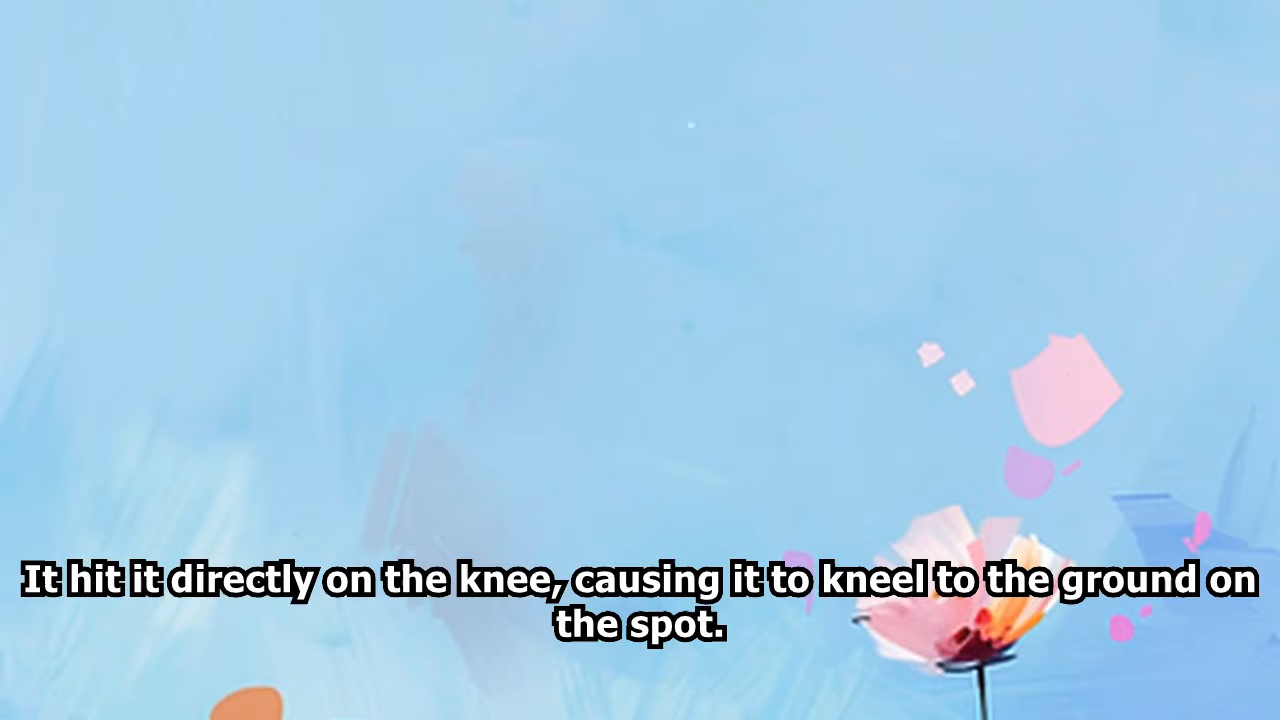 It hit it directly on the knee, causing it to kneel to the ground on
the spot.